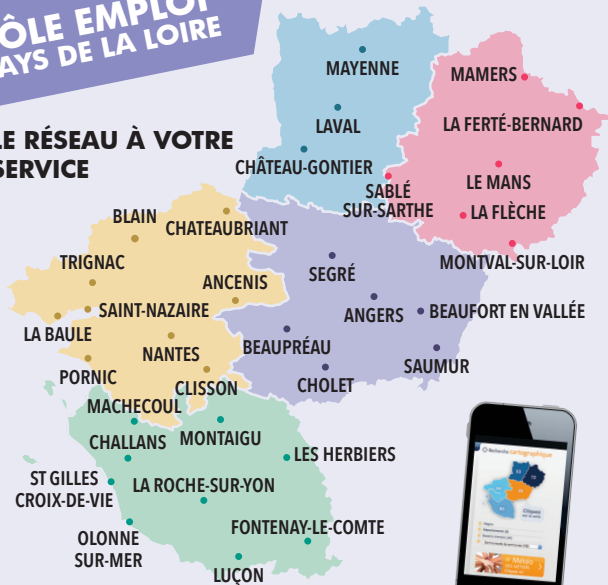 ÔLE EMPLOI
AYS DE LA LOIRE
LE RÉSEAU À VOTRE
SERVICE
MAYENNE
MAMERS
LAVAL
LA FERTÉ-BERNARD
CHÂTEAU-GONTIER
LE MANS
SABLÉ
SUR-SARTHE
LA FLÈCHE
BLAIN
CHATEAUBRIANT
MONTVAL-SUR-LOIR
TRIGNAC
SEGRÉ
ANCENIS
SAINT-NAZAIRE
ANGERS
BEAUFORT EN VALLÉE
LA BAULE
NANTES
BEAUPRÉAU
SAUMUR
PORNIC
CLISSON
CHOLET
MACHECOUL
CHALLANS
MONTAIGU
LES HERBIERS
ST GILLES
CROIX-DE-VIE
LA ROCHE-SUR-YON
OLONNE
SUR-MER
FONTENAY-LE-COMTE
LUÇON
Recherche cartographique
Cliquez